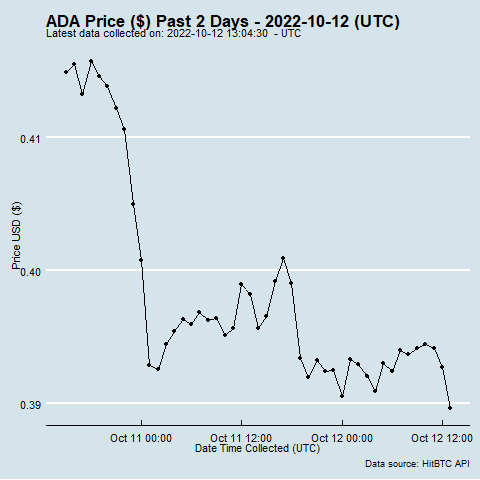 ADA Price ($) Past 2 Days - 2022-10-12 (UTC)
Latest data collected on: 2022-10-12 13:04:30 - UTC
Price USD ($)
0.41
0.40
0.39
Oct 11 00:00 Oct 11 12:00 Oct 12 00:00 Oct 12 12:00
Date Time Collected (UTC)
Data source: HitBTC API